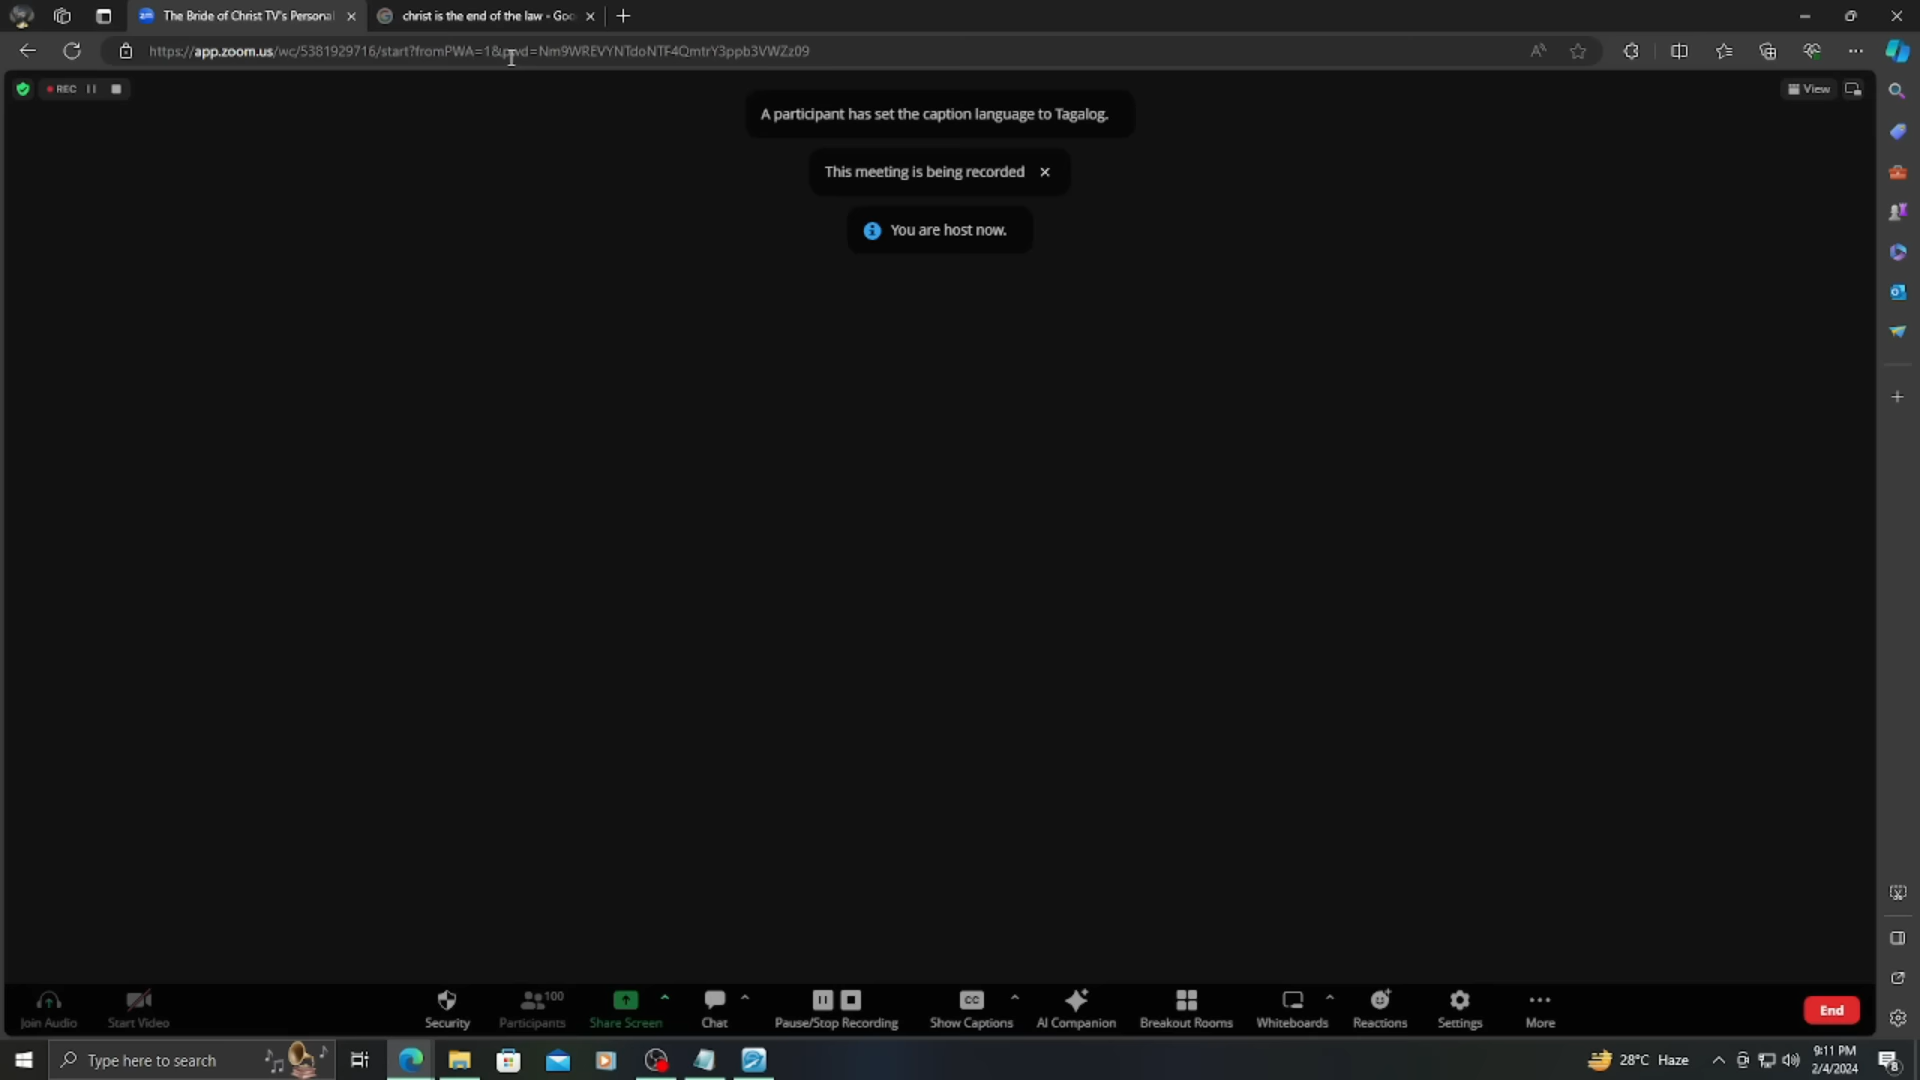 The Bride of Christ TV's Personal
christ is the end of the law - Goo
https://app.zoom.us/wc/5381929716/start?fromPWA=1&pwd=Nm9WREVYNTdoNTF4QmtrY3ppb3VWZz09
REC
View
A participant has set the caption language to Tagalog.
This meeting is being recorded
You are host now.
Join Audio
Start Video
Security
100
Participants
Share Screen
Chat
Pause/Stop Recording
CC
Show Captions
AI Companion
Breakout Rooms
Whiteboards
Reactions
Settings
More
End
Type here to search
28°C Haze
9:11 PM
2/4/2024
8